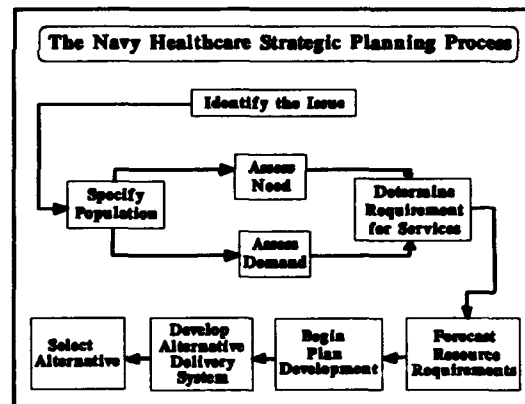 The Navy Healthcare Strategic Planning Process
Identify the Issue
Assess
Need
Specify
Population
Determine
Requirement
for Services
Assess
Demand
Select
Alternative
Develop
Alternative
Delivery
System
Begin
Plan
Development
Forecast
Resource
Requirements